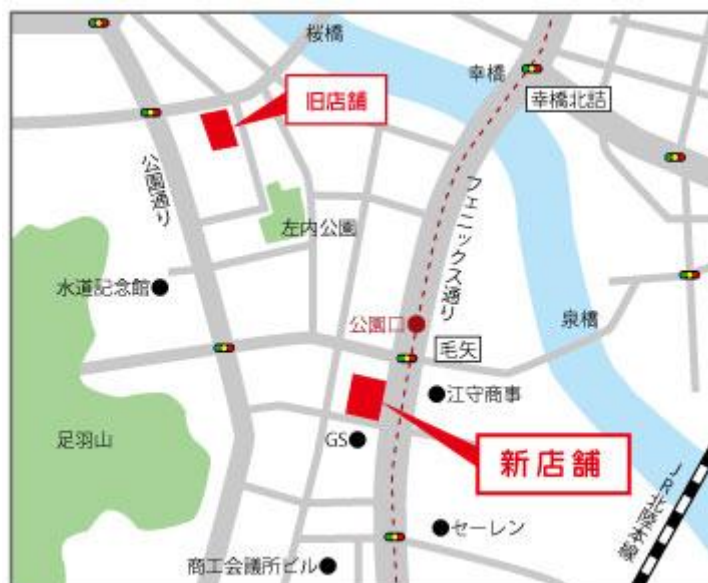 桜橋
幸橋
旧店舗
幸橋北詰
公園通り
フェニックス通り
左内公園
水道記念館
公園口
泉橋
毛矢
江守商事
足羽山
GS
新店舗
JR北陸本線
セーレン
商工会議所ビル